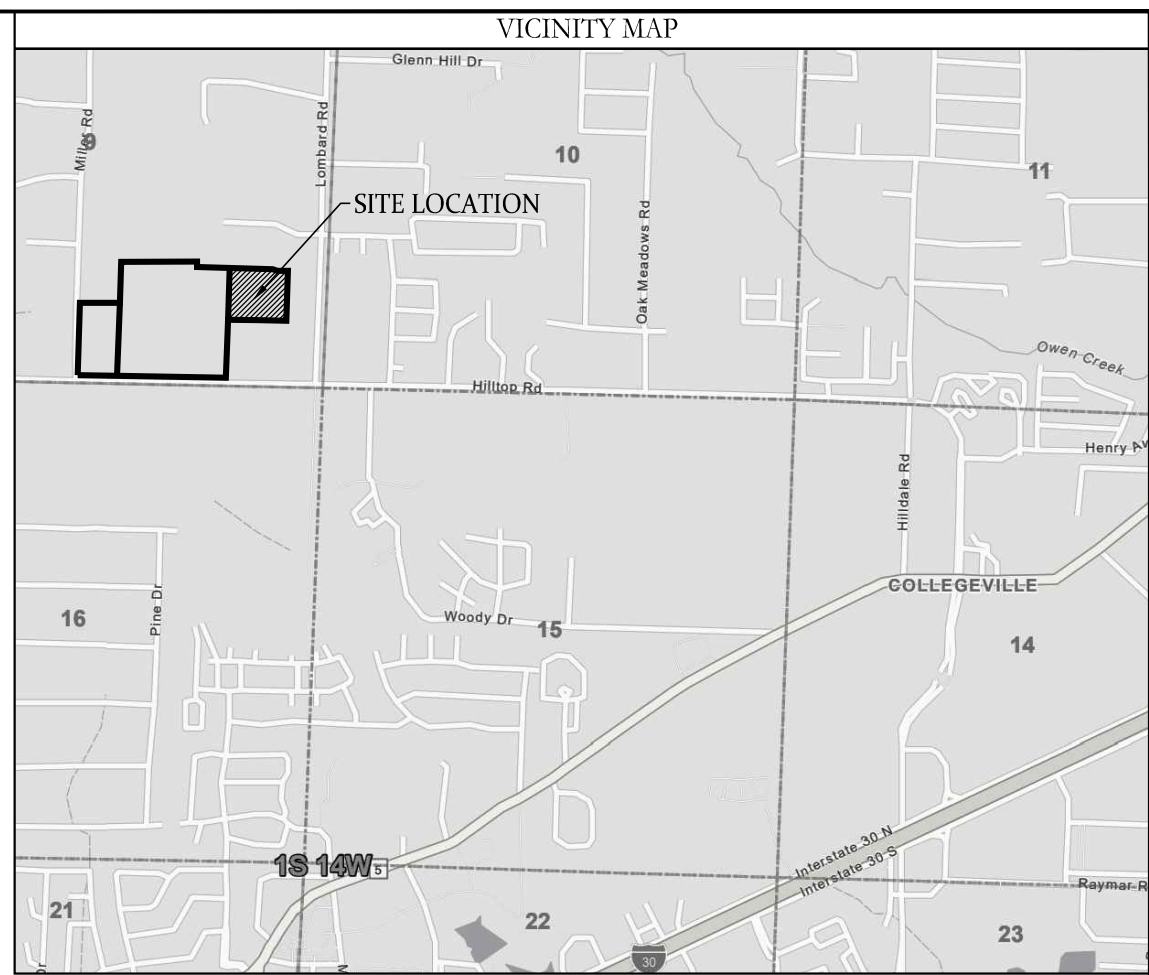 VICINITY MAP
Glenn Hill Dr
Miller Rd
9
Lombard Rd
10
11
SITE LOCATION
Oak Meadows Rd
Owen Creek
Hilltop Rd
Henry Av
Hilldale Rd
COLLEGEVILLE
16
Pine Dr
Woody Dr
15
14
Interstate 30 N
Interstate 30 S
1S 14W
5
Raymar R
21
22
23
30
Dr
N